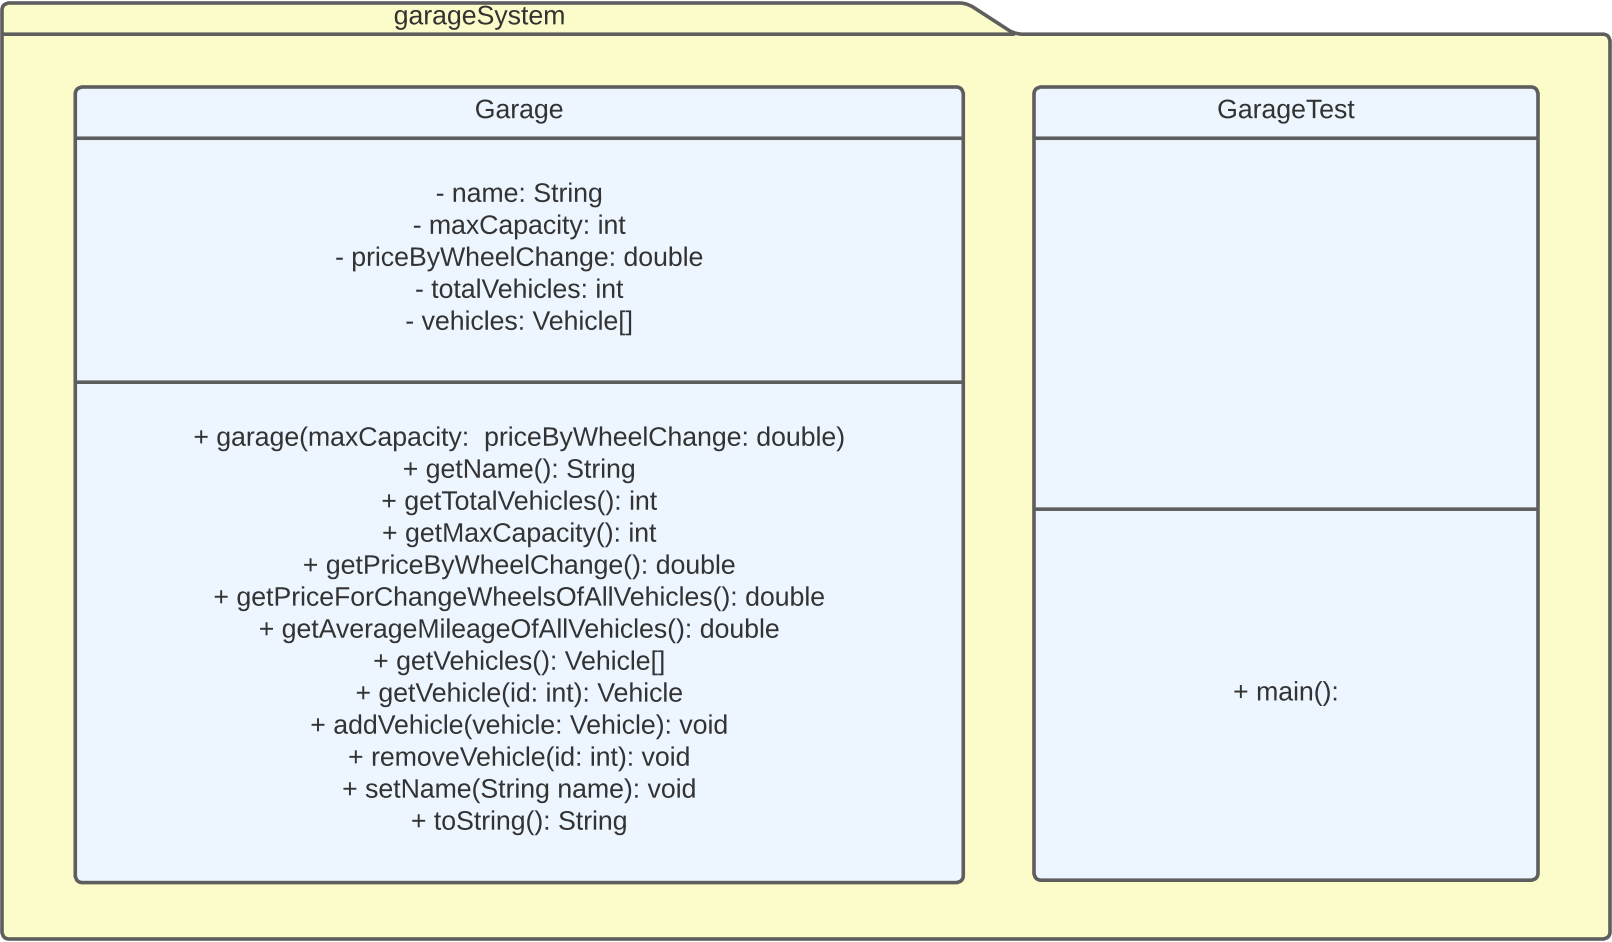 garageSystem
Garage
- name: String
- maxCapacity: int
- priceByWheelChange: double
- totalVehicles: int
- vehicles: Vehicle[]
+ garage(maxCapacity:  priceByWheelChange: double)
+ getName(): String
+ getTotalVehicles(): int
+ getMaxCapacity(): int
+ getPriceByWheelChange(): double
+ getPriceForChangeWheelsOfAllVehicles(): double
+ getAverageMileageOfAllVehicles(): double
+ getVehicles(): Vehicle[]
+ getVehicle(id: int): Vehicle
+ addVehicle(vehicle: Vehicle): void
+ removeVehicle(id: int): void
+ setName(String name): void
+ toString(): String
GarageTest
+ main():